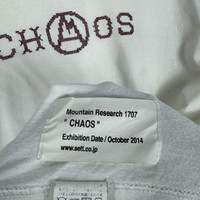 CHAOS
Mountain Research 1707
" CHAOS "
Exhibition Date / October 2014
www.sett.co.jp